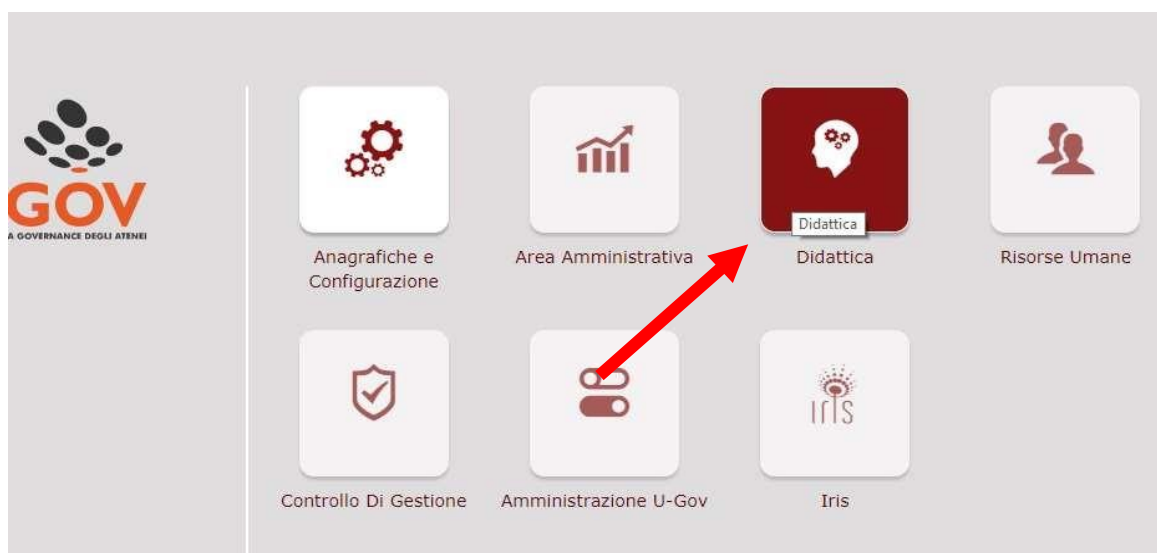 GOV
A GOVERNANCE DEGLI ATENEI
Didattica
Anagrafiche e
Configurazione
Area Amministrativa
Didattica
Risorse Umane
IRIS
Controllo Di Gestione
Amministrazione U-Gov
Iris